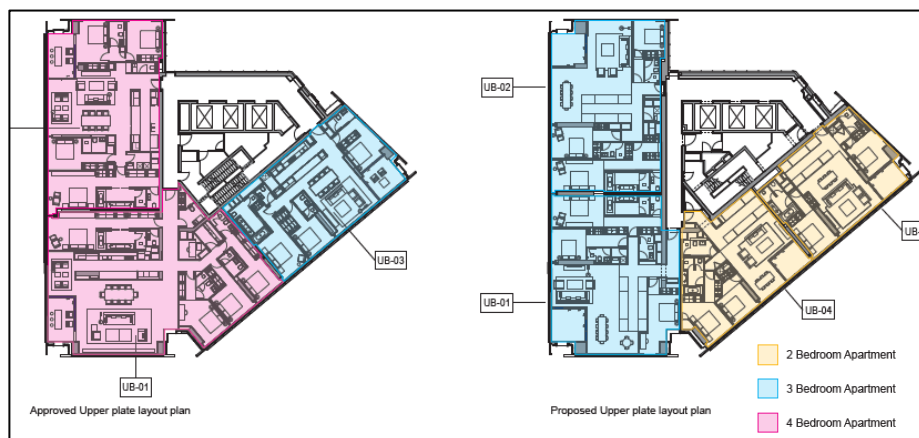 UB-02
UB-03
UB-01
UB-04
UB-01
Approved Upper plate layout plan
Proposed Upper plate layout plan
2 Bedroom Apartment
3 Bedroom Apartment
4 Bedroom Apartment